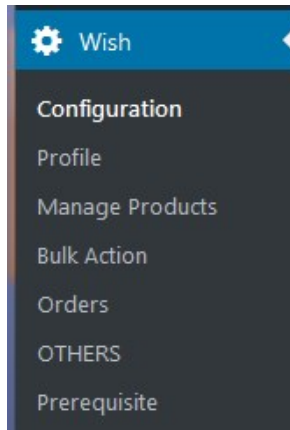 Wish
Configuration
Profile
Manage Products
Bulk Action
Orders
OTHERS
Prerequisite